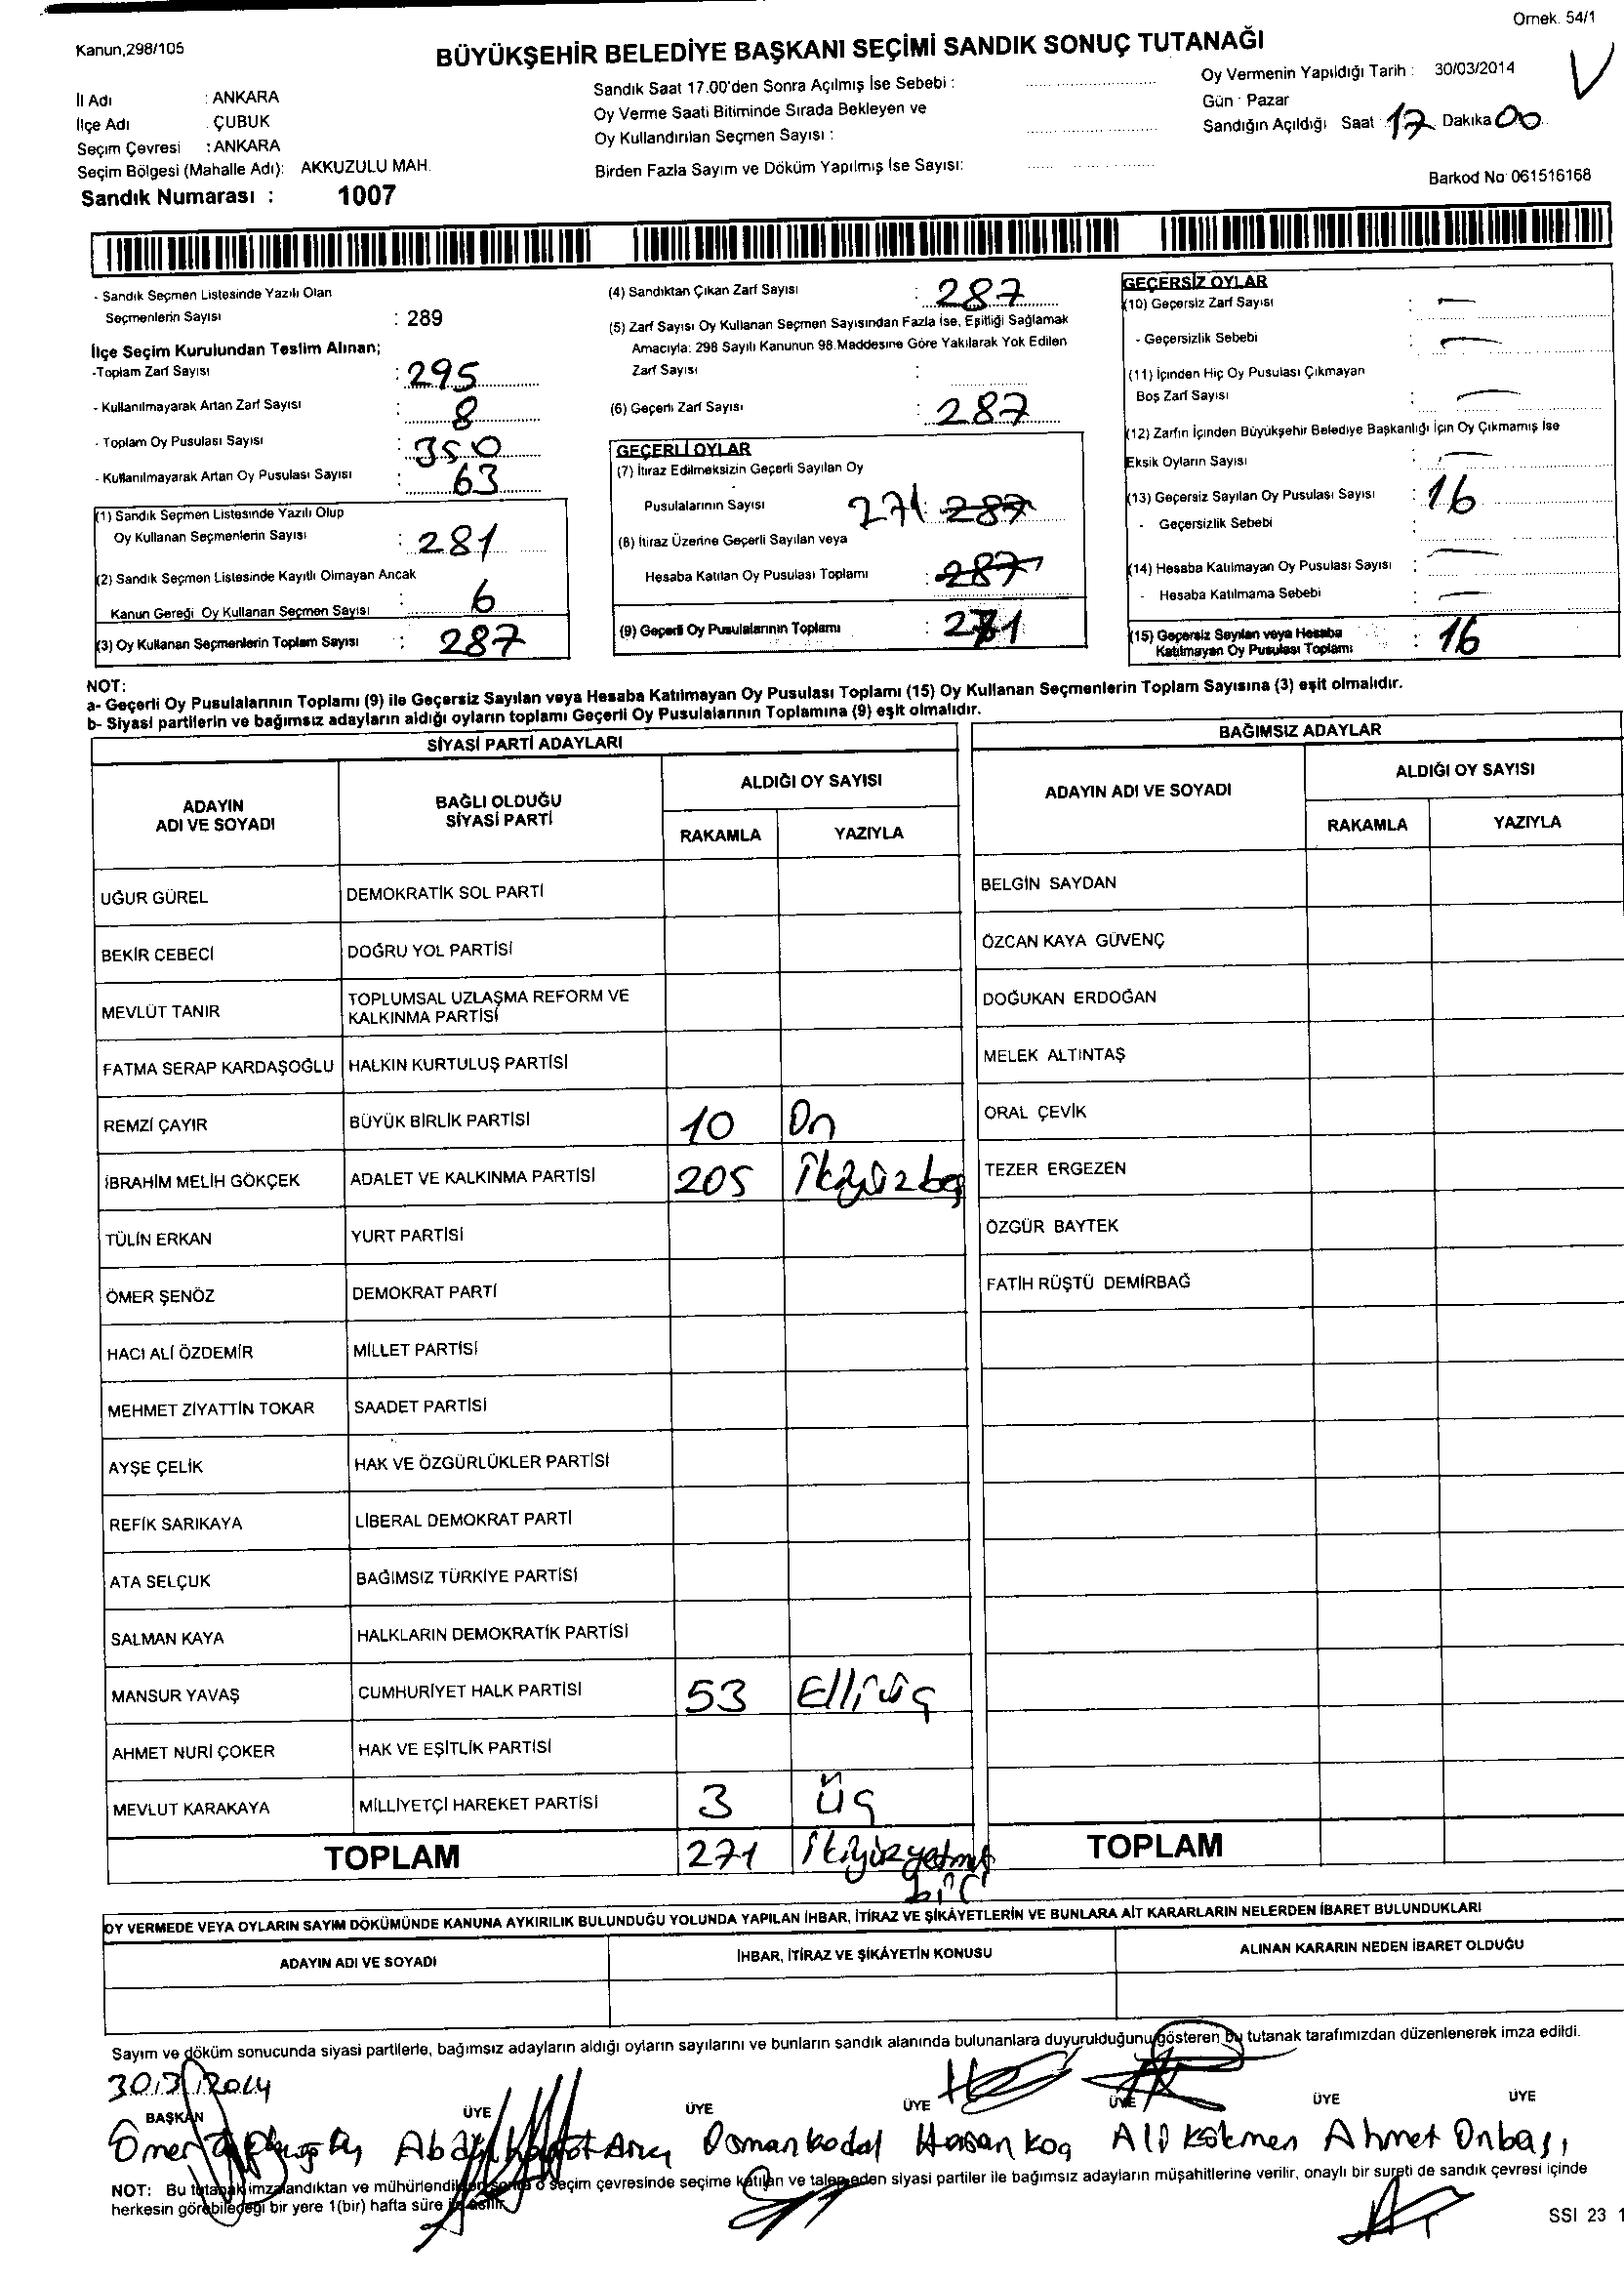 Örnek. 54/1
Kanun,298/105
BÜYÜKŞEHİR BELEDİYE BAŞKANI SEÇİMİ SANDIK SONUÇ TUTANAĞI
İl Adı : ANKARA
İlçe Adı : ÇUBUK
Seçim Çevresi : ANKARA
Seçim Bölgesi (Mahalle Adı): AKKUZULU MAH.
Sandık Numarası : 1007
Sandık Saat 17.00'den Sonra Açılmış İse Sebebi :
Oy Verme Saati Bitiminde Sırada Bekleyen ve
Oy Kullandırılan Seçmen Sayısı :
Birden Fazla Sayım ve Döküm Yapılmış İse Sayısı:
Oy Vermenin Yapıldığı Tarih : 30/03/2014
Gün : Pazar
Sandığın Açıldığı Saat 17 Dakika 00
V
Barkod No: 061516168
- Sandık Seçmen Listesinde Yazılı Olan
Seçmenlerin Sayısı : 289
İlçe Seçim Kurulundan Teslim Alınan;
-Toplam Zarf Sayısı : 295
- Kullanılmayarak Artan Zarf Sayısı : 8
- Toplam Oy Pusulası Sayısı : 350
- Kullanılmayarak Artan Oy Pusulası Sayısı : 63
(1) Sandık Seçmen Listesinde Yazılı Olup
Oy Kullanan Seçmenlerin Sayısı : 281
(2) Sandık Seçmen Listesinde Kayıtlı Olmayan Ancak
Kanun Gereği Oy Kullanan Seçmen Sayısı : 6
(3) Oy Kullanan Seçmenlerin Toplam Sayısı : 287
(4) Sandıktan Çıkan Zarf Sayısı : 287
(5) Zarf Sayısı Oy Kullanan Seçmen Sayısından Fazla İse, Eşitliği Sağlamak
Amacıyla: 298 Sayılı Kanunun 98.Maddesine Göre Yakılarak Yok Edilen
Zarf Sayısı :
(6) Geçerli Zarf Sayısı : 287
GEÇERLİ OYLAR
(7) İtiraz Edilmeksizin Geçerli Sayılan Oy
Pusulalarının Sayısı 271 : 287
(8) İtiraz Üzerine Geçerli Sayılan veya
Hesaba Katılan Oy Pusulası Toplamı : 287
(9) Geçerli Oy Pusulalarının Toplamı : 271
GEÇERSİZ OYLAR
(10) Geçersiz Zarf Sayısı : —
- Geçersizlik Sebebi : —
(11) İçinden Hiç Oy Pusulası Çıkmayan
Boş Zarf Sayısı : —
(12) Zarfın İçinden Büyükşehir Belediye Başkanlığı İçin Oy Çıkmamış İse
Eksik Oyların Sayısı : —
(13) Geçersiz Sayılan Oy Pusulası Sayısı : 16
- Geçersizlik Sebebi :
(14) Hesaba Katılmayan Oy Pusulası Sayısı : —
- Hesaba Katılmama Sebebi : —
(15) Geçersiz Sayılan veya Hesaba
Katılmayan Oy Pusulası Toplamı : 16
NOT:
a- Geçerli Oy Pusulalarının Toplamı (9) ile Geçersiz Sayılan veya Hesaba Katılmayan Oy Pusulası Toplamı (15) Oy Kullanan Seçmenlerin Toplam Sayısına (3) eşit olmalıdır.
b- Siyasi partilerin ve bağımsız adayların aldığı oyların toplamı Geçerli Oy Pusulalarının Toplamına (9) eşit olmalıdır.
SİYASİ PARTİ ADAYLARI
ADAYIN
ADI VE SOYADI
BAĞLI OLDUĞU
SİYASİ PARTİ
ALDIĞI OY SAYISI
RAKAMLA YAZIYLA
UĞUR GÜREL DEMOKRATİK SOL PARTİ
BEKİR CEBECİ DOĞRU YOL PARTİSİ
MEVLÜT TANIR TOPLUMSAL UZLAŞMA REFORM VE
KALKINMA PARTİSİ
FATMA SERAP KARDAŞOĞLU HALKIN KURTULUŞ PARTİSİ
REMZİ ÇAYIR BÜYÜK BİRLİK PARTİSİ 10 On
İBRAHİM MELİH GÖKÇEK ADALET VE KALKINMA PARTİSİ 205 ikiyüzbeş
TÜLİN ERKAN YURT PARTİSİ
ÖMER ŞENÖZ DEMOKRAT PARTİ
HACI ALİ ÖZDEMİR MİLLET PARTİSİ
MEHMET ZİYATTİN TOKAR SAADET PARTİSİ
AYŞE ÇELİK HAK VE ÖZGÜRLÜKLER PARTİSİ
REFİK SARIKAYA LİBERAL DEMOKRAT PARTİ
ATA SELÇUK BAĞIMSIZ TÜRKİYE PARTİSİ
SALMAN KAYA HALKLARIN DEMOKRATİK PARTİSİ
MANSUR YAVAŞ CUMHURİYET HALK PARTİSİ 53 Elliüç
AHMET NURİ ÇOKER HAK VE EŞİTLİK PARTİSİ
MEVLUT KARAKAYA MİLLİYETÇİ HAREKET PARTİSİ 3 üç
TOPLAM 271 ikiyüzyetmiş
bir
BAĞIMSIZ ADAYLAR
ADAYIN ADI VE SOYADI
ALDIĞI OY SAYISI
RAKAMLA YAZIYLA
BELGİN SAYDAN
ÖZCAN KAYA GÜVENÇ
DOĞUKAN ERDOĞAN
MELEK ALTINTAŞ
ORAL ÇEVİK
TEZER ERGEZEN
ÖZGÜR BAYTEK
FATİH RÜŞTÜ DEMİRBAĞ
TOPLAM
OY VERMEDE VEYA OYLARIN SAYIM DÖKÜMÜNDE KANUNA AYKIRILIK BULUNDUĞU YOLUNDA YAPILAN İHBAR, İTİRAZ VE ŞİKÂYETLERİN VE BUNLARA AİT KARARLARIN NELERDEN İBARET BULUNDUKLARI
ADAYIN ADI VE SOYADI İHBAR, İTİRAZ VE ŞİKÂYETİN KONUSU ALINAN KARARIN NEDEN İBARET OLDUĞU
Sayım ve döküm sonucunda siyasi partilerle, bağımsız adayların aldığı oyların sayılarını ve bunların sandık alanında bulunanlara duyurulduğunu gösteren bu tutanak tarafımızdan düzenlenerek imza edildi.
30.3.2014
BAŞKAN ÜYE ÜYE ÜYE ÜYE ÜYE ÜYE
Ömer Osman Hasan Koç Ali Kökmen Ahmet Onbaşı
NOT: Bu tutanak imzalandıktan ve mühürlendikten sonra o seçim çevresinde seçime katılan ve talep eden siyasi partiler ile bağımsız adayların müşahitlerine verilir, onaylı bir sureti de sandık çevresi içinde
herkesin görebileceği bir yere 1(bir) hafta süre ile asılır.
SSI 23 1